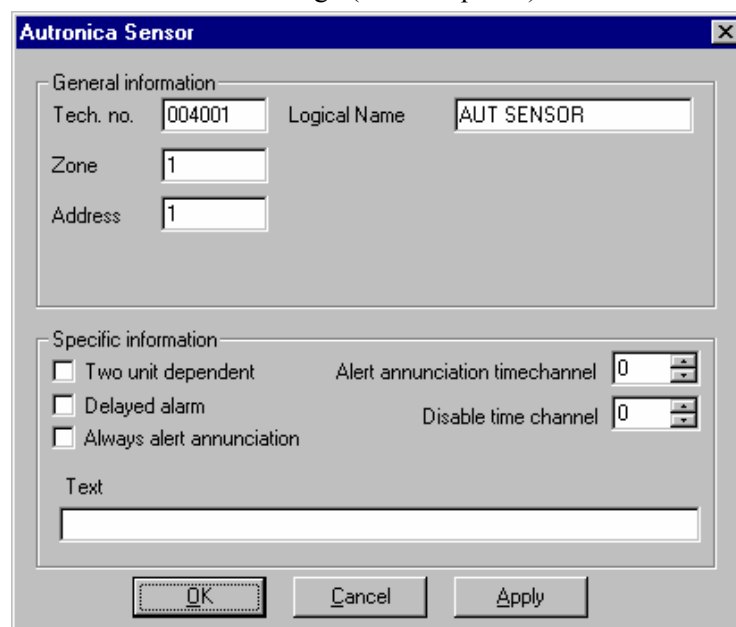 Autronica Sensor
General information
Tech. no. 004001 Logical Name AUT SENSOR
Zone 1
Address 1
Specific information
Two unit dependent Alert annunciation timechannel 0
Delayed alarm Disable time channel 0
Always alert annunciation
Text
OK Cancel Apply